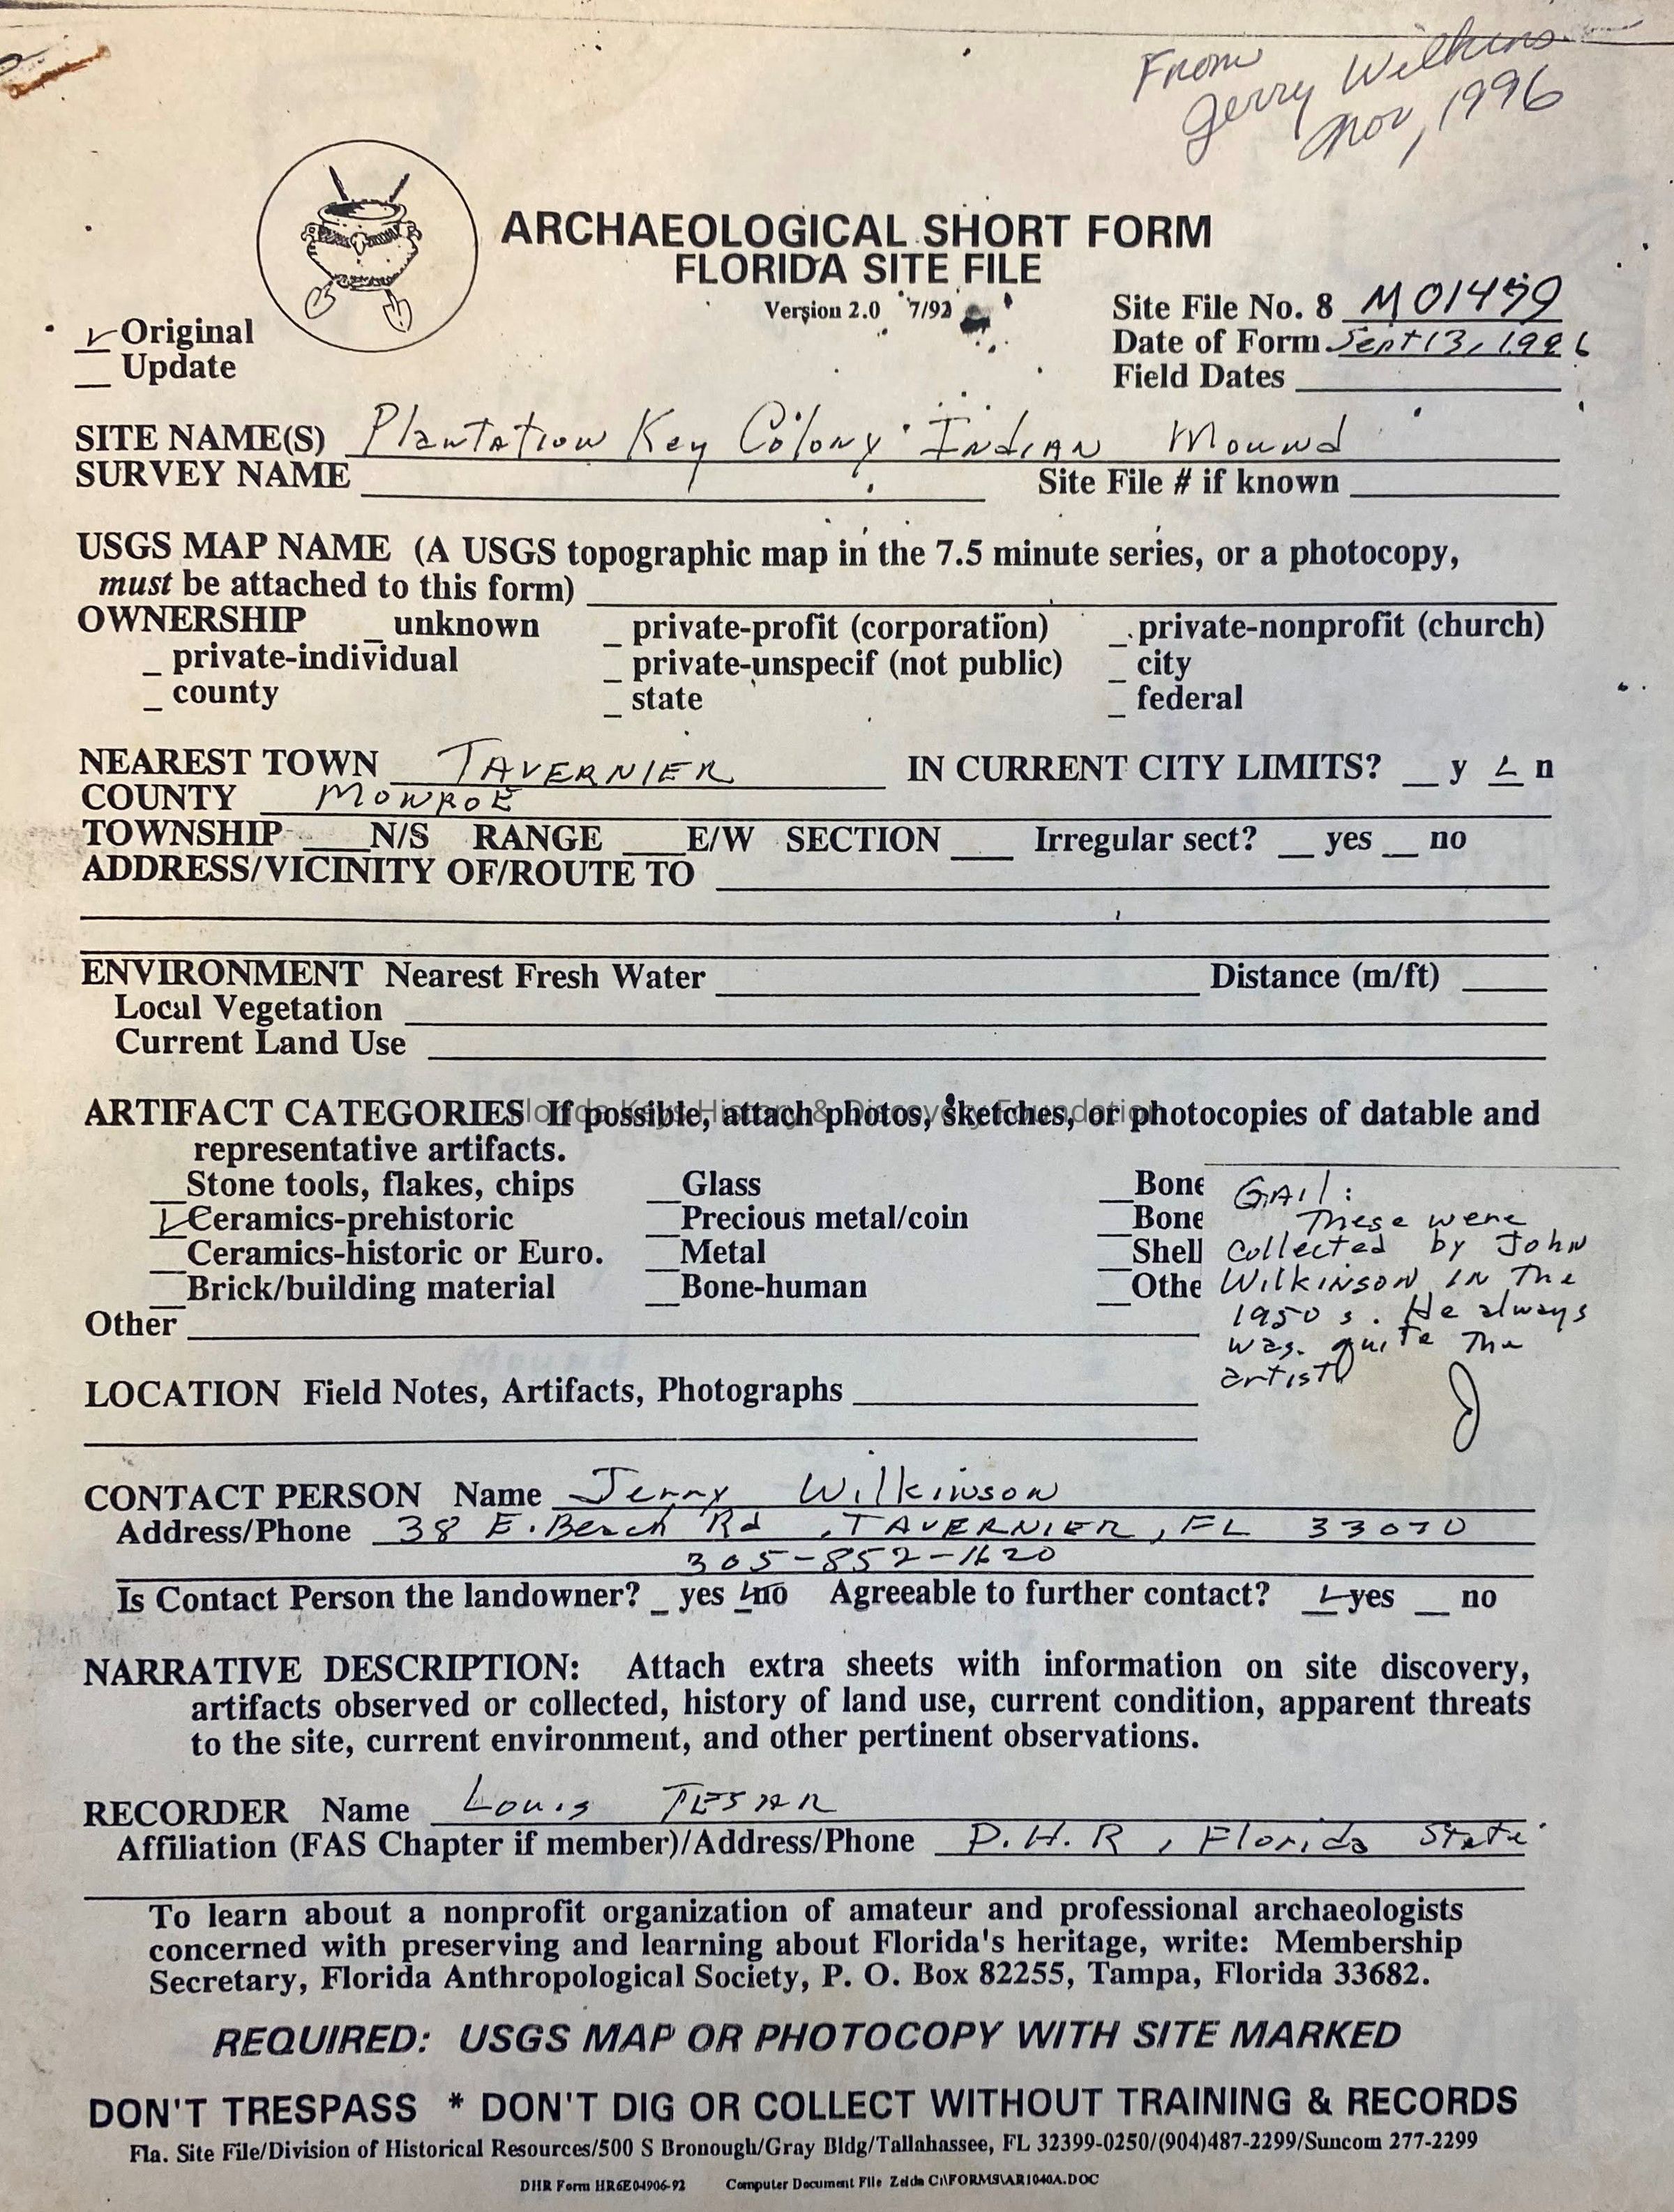 From
Jerry Wilkins
Nov, 1996
ARCHAEOLOGICAL SHORT FORM
FLORIDA SITE FILE
Version 2.0 7/92
Site File No. 8 MO1459
Original
Date of Form Sept 13, 1996
Update
Field Dates
SITE NAME(S) Plantation Key Colony Indian Mound
SURVEY NAME Site File # if known
USGS MAP NAME (A USGS topographic map in the 7.5 minute series, or a photocopy,
must be attached to this form)
OWNERSHIP _ unknown _ private-profit (corporation) _ private-nonprofit (church)
_ private-individual _ private-unspecif (not public) _ city
_ county _ state _ federal
NEAREST TOWN TAVERNIER IN CURRENT CITY LIMITS? __ y ✓ n
COUNTY MONROE
TOWNSHIP ___N/S RANGE ___E/W SECTION ___ Irregular sect? __ yes __ no
ADDRESS/VICINITY OF/ROUTE TO
ENVIRONMENT Nearest Fresh Water Distance (m/ft)
Local Vegetation
Current Land Use
Florida Keys History & Discovery Foundation
ARTIFACT CATEGORIES If possible, attach photos, sketches, or photocopies of datable and
representative artifacts.
__Stone tools, flakes, chips __Glass __Bone
✓Ceramics-prehistoric __Precious metal/coin __Bone
__Ceramics-historic or Euro. __Metal __Shell
__Brick/building material __Bone-human __Othe
Other
GAIl:
These were
collected by John
Wilkinson in the
1950s. He always
was quite the
artist
J
LOCATION Field Notes, Artifacts, Photographs
CONTACT PERSON Name Jerry Wilkinson
Address/Phone 38 E. Beach Rd, TAVERNIER, FL 33070
305-852-1620
Is Contact Person the landowner? _ yes ✓no Agreeable to further contact? ✓yes __ no
NARRATIVE DESCRIPTION: Attach extra sheets with information on site discovery,
artifacts observed or collected, history of land use, current condition, apparent threats
to the site, current environment, and other pertinent observations.
RECORDER Name Louis TESAR
Affiliation (FAS Chapter if member)/Address/Phone D.H.R, Florida State
To learn about a nonprofit organization of amateur and professional archaeologists
concerned with preserving and learning about Florida's heritage, write: Membership
Secretary, Florida Anthropological Society, P. O. Box 82255, Tampa, Florida 33682.
REQUIRED: USGS MAP OR PHOTOCOPY WITH SITE MARKED
DON'T TRESPASS * DON'T DIG OR COLLECT WITHOUT TRAINING & RECORDS
Fla. Site File/Division of Historical Resources/500 S Bronough/Gray Bldg/Tallahassee, FL 32399-0250/(904)487-2299/Suncom 277-2299
DHR Form HR6E04906-92 Computer Document File Zelda C:\FORMS\AR1040A.DOC